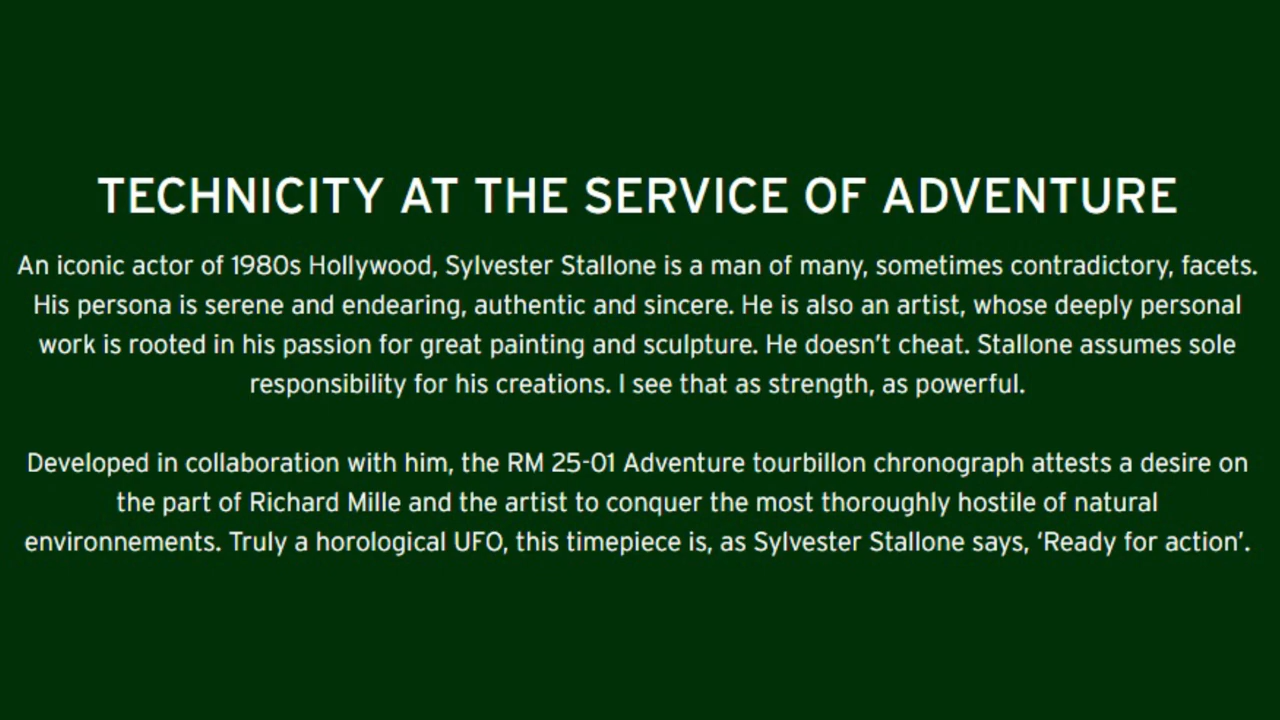 TECHNICITY AT THE SERVICE OF ADVENTURE
An iconic actor of 1980s Hollywood, Sylvester Stallone is a man of many, sometimes contradictory, facets.
His persona is serene and endearing, authentic and sincere. He is also an artist, whose deeply personal
work is rooted in his passion for great painting and sculpture. He doesn’t cheat. Stallone assumes sole
responsibility for his creations. I see that as strength, as powerful.
Developed in collaboration with him, the RM 25-01 Adventure tourbillon chronograph attests a desire on
the part of Richard Mille and the artist to conquer the most thoroughly hostile of natural
environnements. Truly a horological UFO, this timepiece is, as Sylvester Stallone says, ‘Ready for action’.